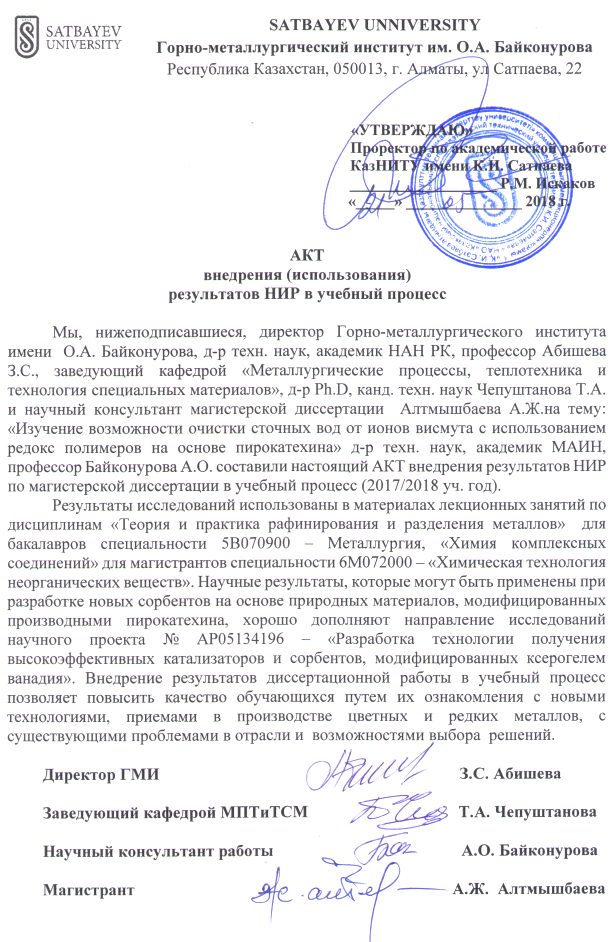 SATBAYEV
UNIVERSITY
SATBAYEV UNNIVERSITY
Горно-металлургический институт им. О.А. Байконурова
Республика Казахстан, 050013, г. Алматы, ул Сатпаева, 22
«УТВЕРЖДАЮ»
Проректор по академической работе
КазНИТУ имени К.И. Сатпаева
Р.М. Искаков
«21» 05 2018 г.
АКТ
внедрения (использования)
результатов НИР в учебный процесс
Мы, нижеподписавшиеся, директор Горно-металлургического института
имени О.А. Байконурова, д-р техн. наук, академик НАН РК, профессор Абишева
З.С., заведующий кафедрой «Металлургические процессы, теплотехника и
технология специальных материалов», д-р Ph.D, канд. техн. наук Чепуштанова Т.А.
и научный консультант магистерской диссертации Алтмышбаева А.Ж.на тему:
«Изучение возможности очистки сточных вод от ионов висмута с использованием
редокс полимеров на основе пирокатехина» д-р техн. наук, академик МАИН,
профессор Байконурова А.О. составили настоящий АКТ внедрения результатов НИР
по магистерской диссертации в учебный процесс (2017/2018 уч. год).
Результаты исследований использованы в материалах лекционных занятий по
дисциплинам «Теория и практика рафинирования и разделения металлов» для
бакалавров специальности 5В070900 – Металлургия, «Химия комплексных
соединений» для магистрантов специальности 6М072000 – «Химическая технология
неорганических веществ». Научные результаты, которые могут быть применены при
разработке новых сорбентов на основе природных материалов, модифицированных
производными пирокатехина, хорошо дополняют направление исследований
научного проекта № АР05134196 – «Разработка технологии получения
высокоэффективных катализаторов и сорбентов, модифицированных ксерогелем
ванадия». Внедрение результатов диссертационной работы в учебный процесс
позволяет повысить качество обучающихся путем их ознакомления с новыми
технологиями, приемами в производстве цветных и редких металлов, с
существующими проблемами в отрасли и возможностями выбора решений.
Директор ГМИ З.С. Абишева
Заведующий кафедрой МПТиТСМ Т.А. Чепуштанова
Научный консультант работы А.О. Байконурова
Магистрант А.Ж. Алтмышбаева